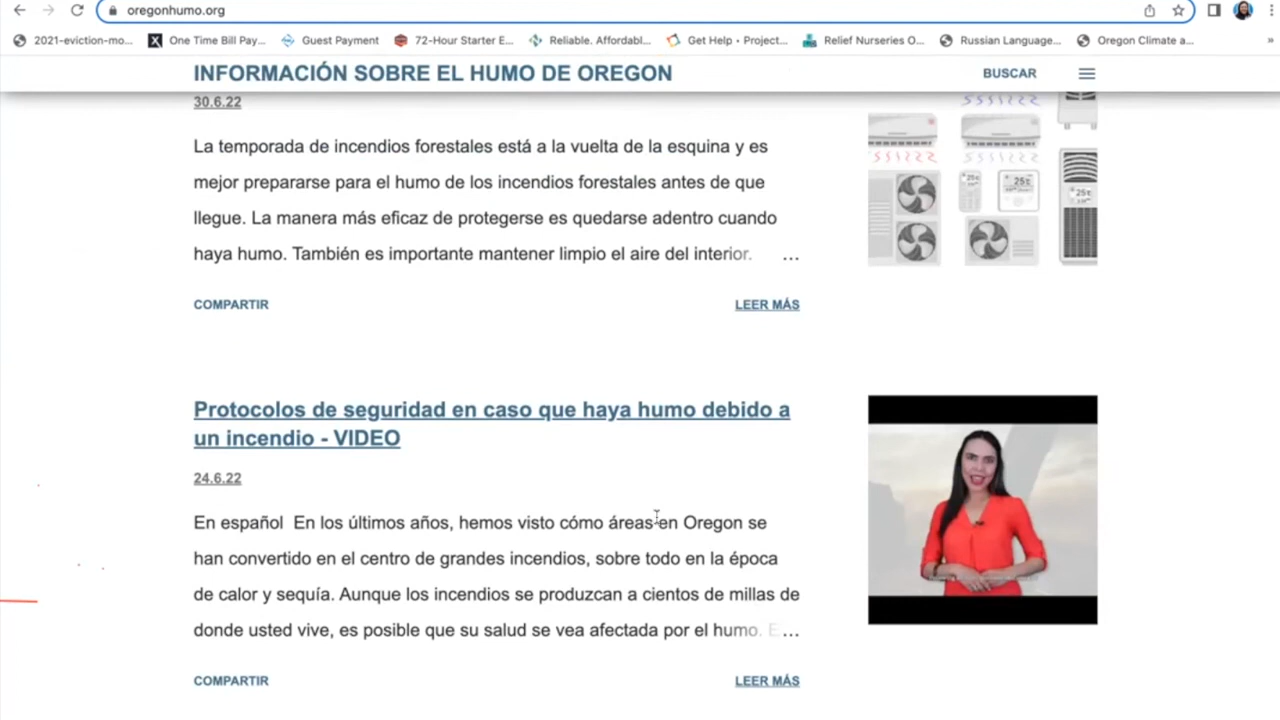 oregonhumo.org
2021-eviction-mo... One Time Bill Pay... Guest Payment 72-Hour Starter E... Reliable. Affordabl... Get Help • Project... Relief Nurseries O... Russian Language... Oregon Climate a... »
INFORMACIÓN SOBRE EL HUMO DE OREGON BUSCAR
30.6.22
La temporada de incendios forestales está a la vuelta de la esquina y es
mejor prepararse para el humo de los incendios forestales antes de que
llegue. La manera más eficaz de protegerse es quedarse adentro cuando
haya humo. También es importante mantener limpio el aire del interior. ...
COMPARTIR LEER MÁS
Protocolos de seguridad en caso que haya humo debido a
un incendio - VIDEO
24.6.22
En español En los últimos años, hemos visto cómo áreas en Oregon se
han convertido en el centro de grandes incendios, sobre todo en la época
de calor y sequía. Aunque los incendios se produzcan a cientos de millas de
donde usted vive, es posible que su salud se vea afectada por el humo. E...
COMPARTIR LEER MÁS
25c
25c
25c